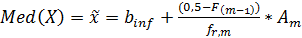 Med(X) = x̃ = b_inf + (0,5−F_(m−1)) / f_r,m * A_m